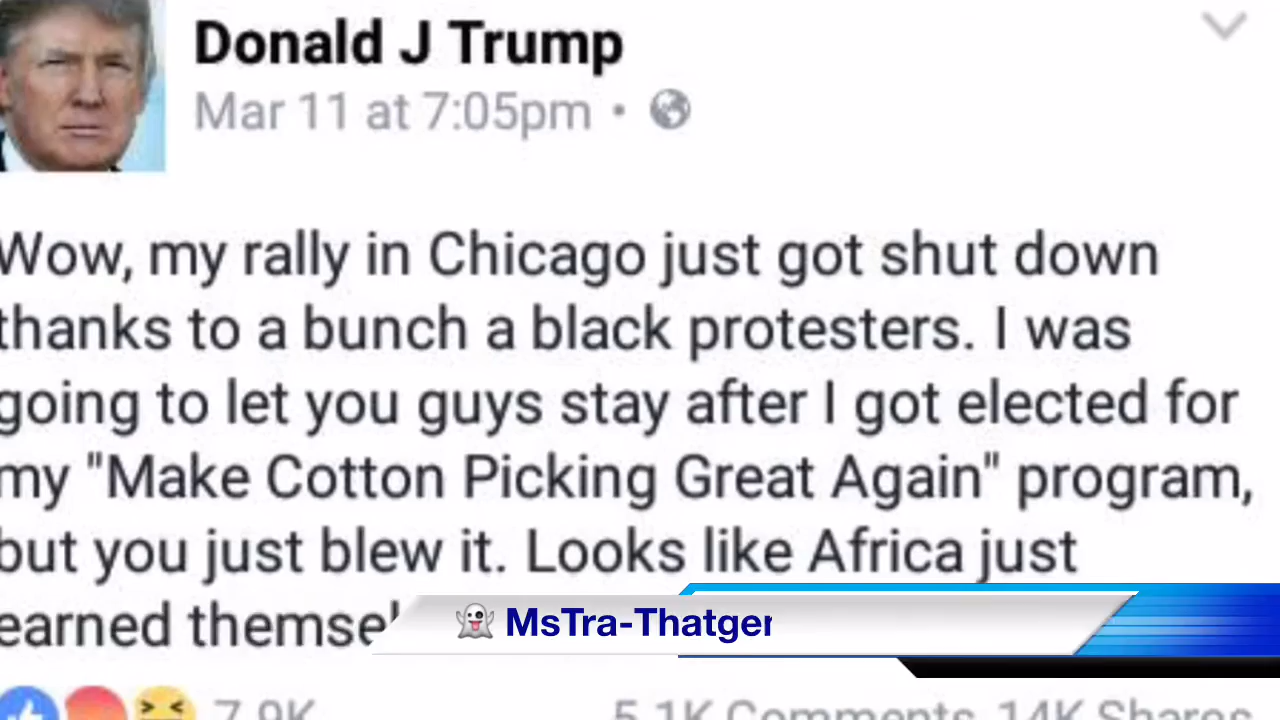 Donald J Trump
Mar 11 at 7:05pm •
Wow, my rally in Chicago just got shut down
thanks to a bunch a black protesters. I was
going to let you guys stay after I got elected for
my "Make Cotton Picking Great Again" program,
but you just blew it. Looks like Africa just
earned
👻 MsTra-Thatger
7.9K 5.1K Comments 14K Shares